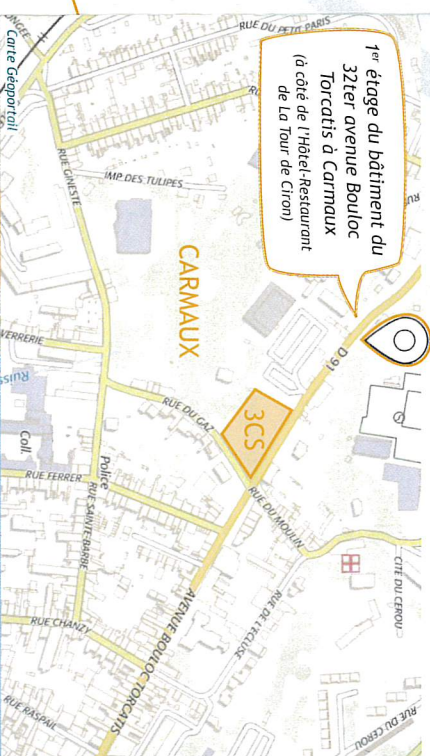 1er étage du bâtiment du
32ter avenue Bouloc
Torcatis à Carmaux
(à côté de l'Hôtel-Restaurant
de La Tour de Ciron)
RUE DU PETIT PARIS
IMP. DES TULIPES
RUE GINESTE
CARMAUX
D 91
3CS
RUE DU GAZ
RUE DU MOULIN
CITE DU CEROU
RUE DU CEROU
RUE DE L'ECLUSE
VERRERIE
Coll.
Police
RUE FERRER
RUE SAINTE-BARBE
AVENUE BOULOC TORCATIS
RUE CHANZY
RUE RASPAIL
Carte Géoportail